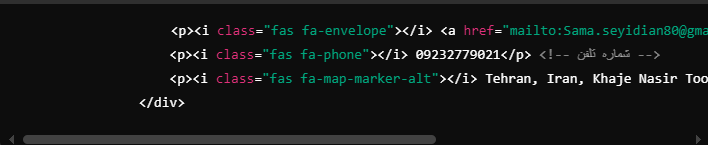 <p><i class="fas fa-envelope"></i> <a href="mailto:Sama.seyidian80@gma
<p><i class="fas fa-phone"></i> 09232779021</p> <!-- شماره تلفن -->
<p><i class="fas fa-map-marker-alt"></i> Tehran, Iran, Khaje Nasir Too
</div>